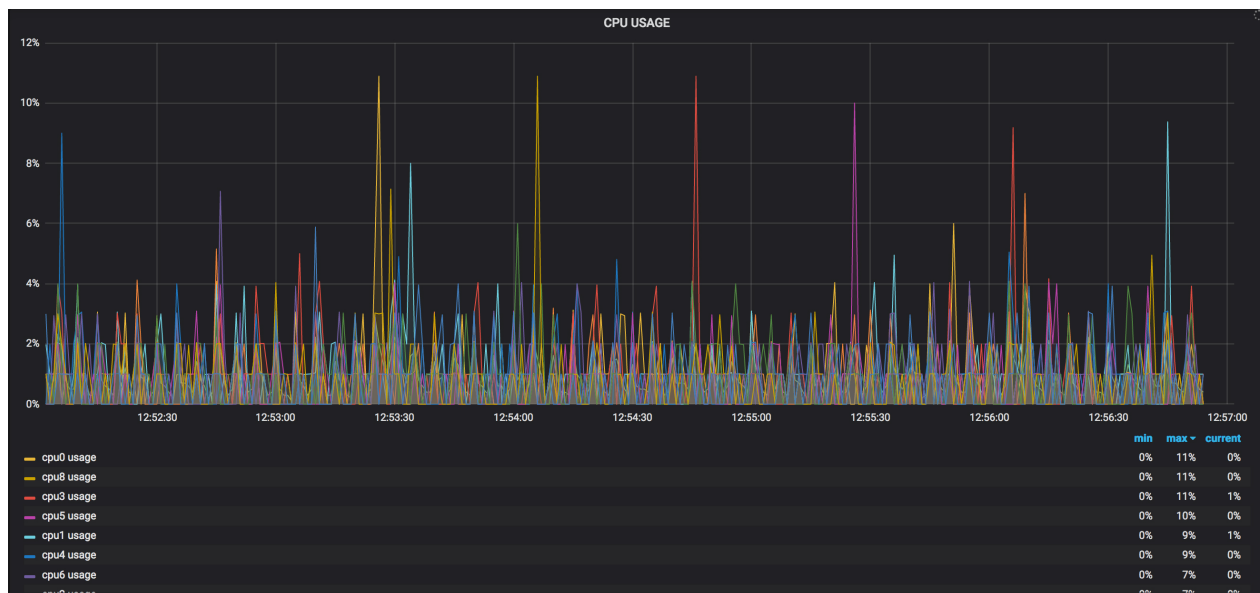 CPU USAGE
12%
10%
8%
6%
4%
2%
0%
12:52:30 12:53:00 12:53:30 12:54:00 12:54:30 12:55:00 12:55:30 12:56:00 12:56:30 12:57:00
min max current
cpu0 usage 0% 11% 0%
cpu8 usage 0% 11% 0%
cpu3 usage 0% 11% 1%
cpu5 usage 0% 10% 0%
cpu1 usage 0% 9% 1%
cpu4 usage 0% 9% 0%
cpu6 usage 0% 7% 0%